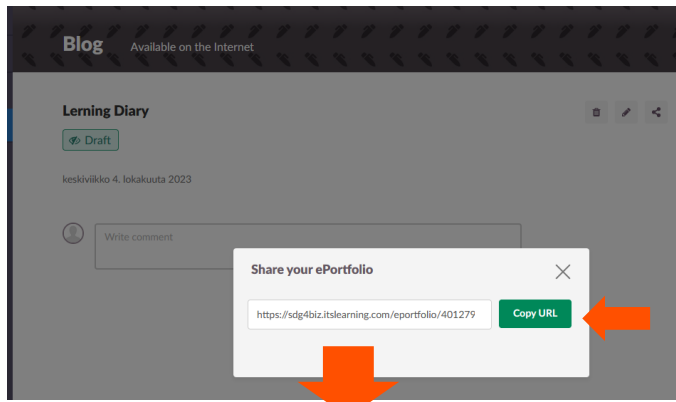 Blog Available on the Internet
Lerning Diary
Draft
keskiviikko 4. lokakuuta 2023
Write comment
Share your ePortfolio
https://sdg4biz.itslearning.com/eportfolio/401279
Copy URL